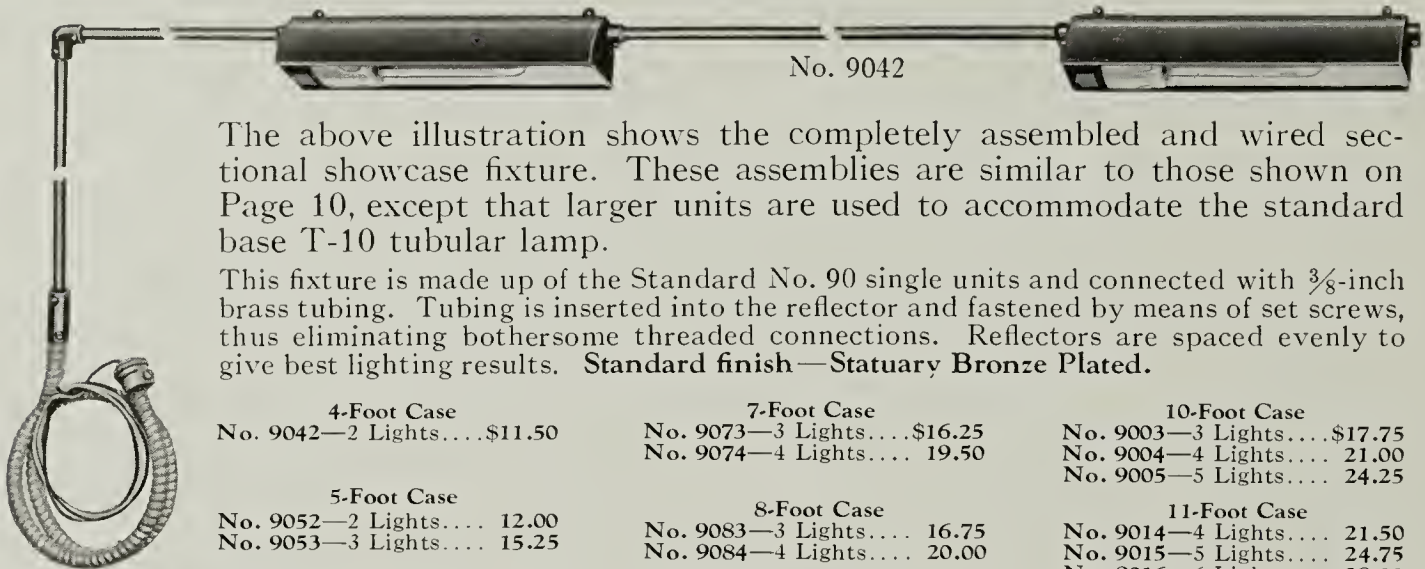 No. 9042
The above illustration shows the completely assembled and wired sec-
tional showcase fixture. These assemblies are similar to those shown on
Page 10, except that larger units are used to accommodate the standard
base T-10 tubular lamp.
This fixture is made up of the Standard No. 90 single units and connected with ⅜-inch
brass tubing. Tubing is inserted into the reflector and fastened by means of set screws,
thus eliminating bothersome threaded connections. Reflectors are spaced evenly to
give best lighting results. Standard finish—Statuary Bronze Plated.
4-Foot Case
No. 9042—2 Lights....$11.50
5-Foot Case
No. 9052—2 Lights.... 12.00
No. 9053—3 Lights.... 15.25
7-Foot Case
No. 9073—3 Lights....$16.25
No. 9074—4 Lights.... 19.50
8-Foot Case
No. 9083—3 Lights.... 16.75
No. 9084—4 Lights.... 20.00
10-Foot Case
No. 9003—3 Lights....$17.75
No. 9004—4 Lights.... 21.00
No. 9005—5 Lights.... 24.25
11-Foot Case
No. 9014—4 Lights.... 21.50
No. 9015—5 Lights.... 24.75